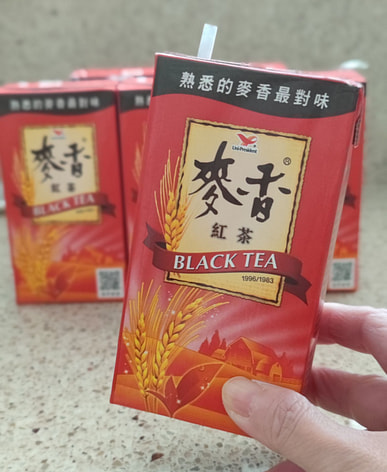 熟悉的麥香最對味
熟悉的麥香最對味
Uni-President
麥香®
紅茶
BLACK TEA
1996/1983
麥香
紅茶
BLACK TEA